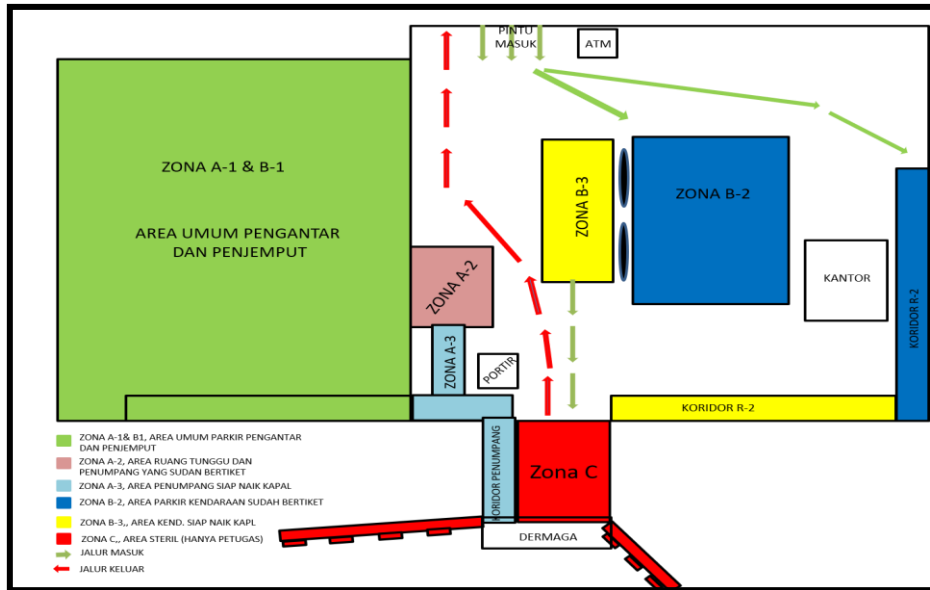 PINTU
MASUK
ATM
ZONA A-1 & B-1
AREA UMUM PENGANTAR
DAN PENJEMPUT
ZONA B-3
ZONA B-2
ZONA A-2
KANTOR
KORIDOR R-2
ZONA A-3
PORTIR
KORIDOR R-2
KORIDOR PENUMPANG
Zona C
DERMAGA
ZONA A-1& B1, AREA UMUM PARKIR PENGANTAR
DAN PENJEMPUT
ZONA A-2, AREA RUANG TUNGGU DAN
PENUMPANG YANG SUDAN BERTIKET
ZONA A-3, AREA PENUMPANG SIAP NAIK KAPAL
ZONA B-2, AREA PARKIR KENDARAAN SUDAH BERTIKET
ZONA B-3,, AREA KEND. SIAP NAIK KAPL
ZONA C,, AREA STERIL (HANYA PETUGAS)
JALUR MASUK
JALUR KELUAR